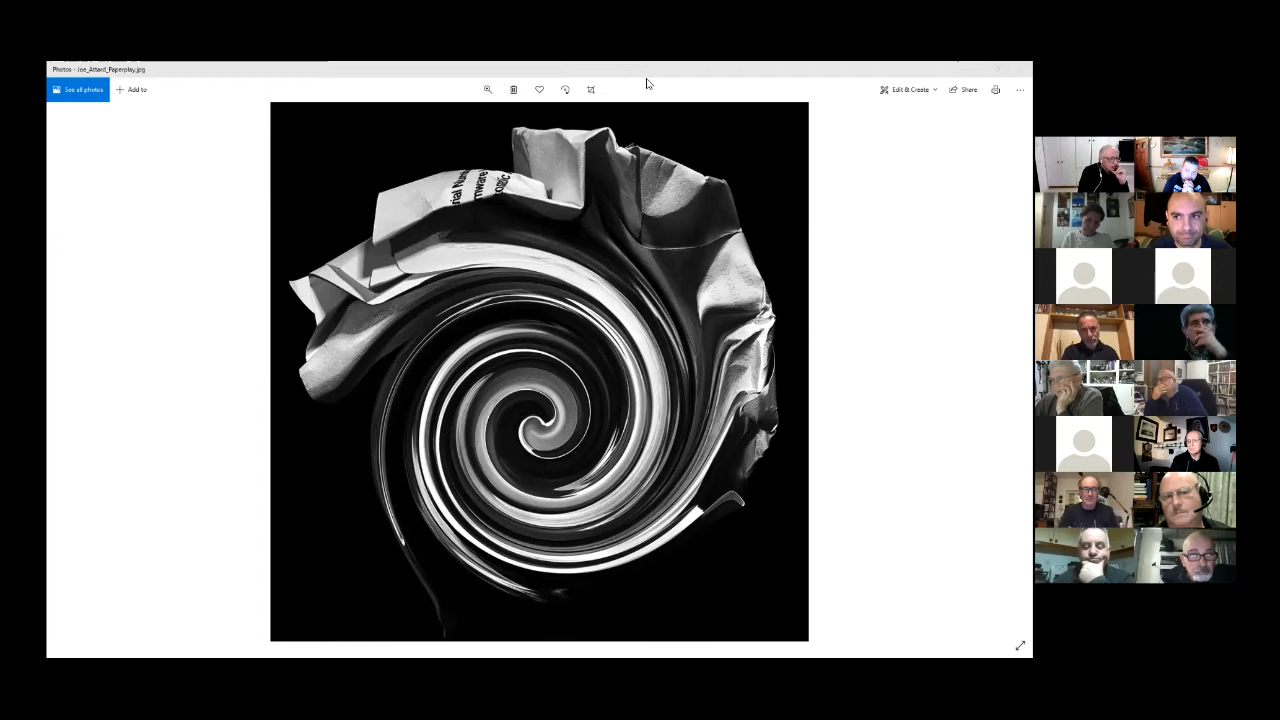 Photos - Joe_Attard_Paperplay.jpg
See all photos
Add to
Edit & Create
Share